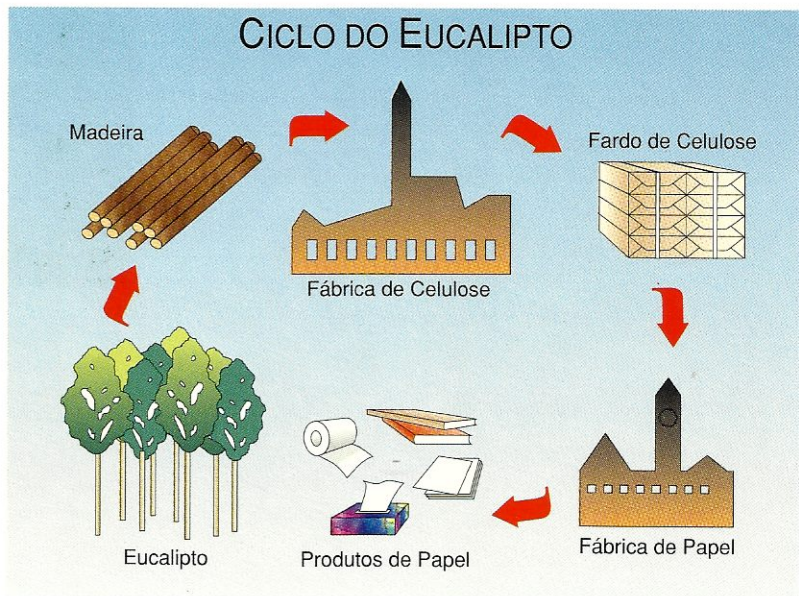 CICLO DO EUCALIPTO
Madeira
Fábrica de Celulose
Fardo de Celulose
Eucalipto
Produtos de Papel
Fábrica de Papel